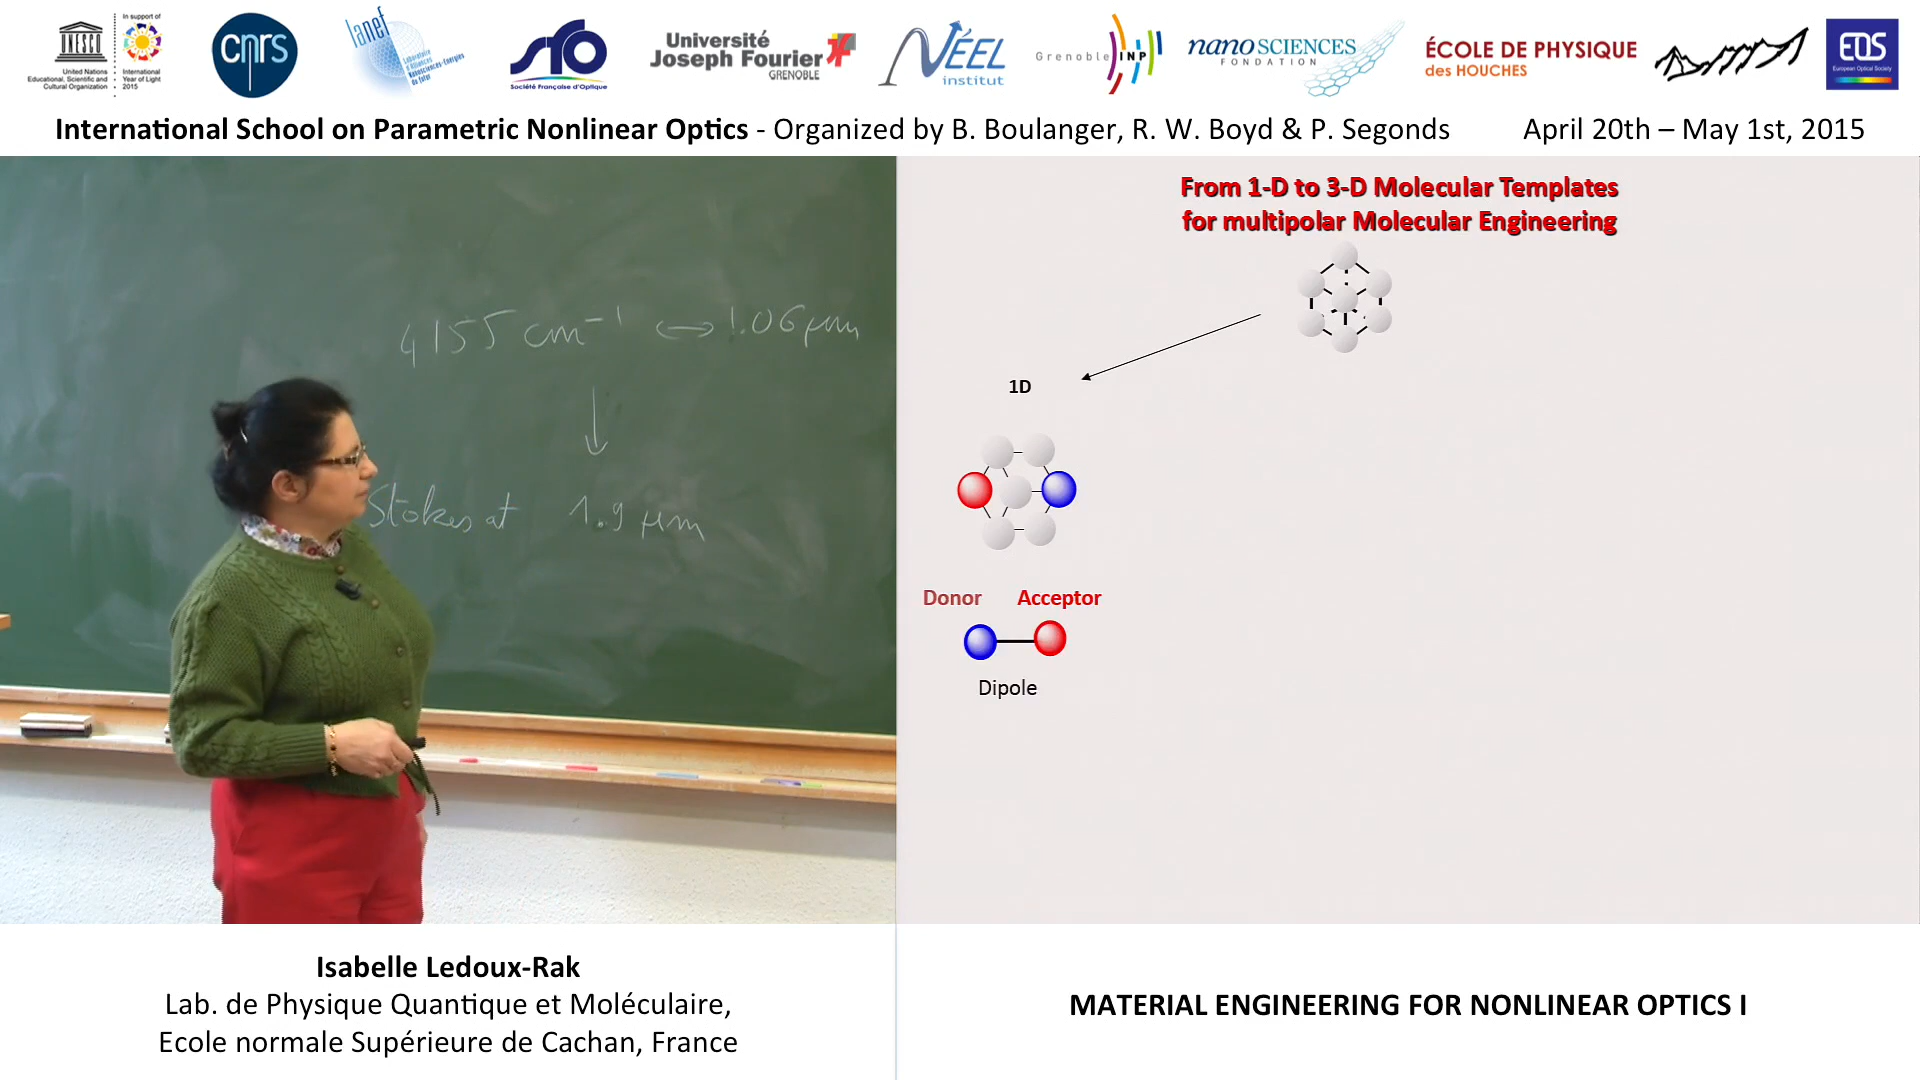 UNESCO
United Nations
Educational, Scientific and
Cultural Organization
In support of
International
Year of Light
2015
cnrs
lanef
SFO
Société Française d'Optique
Université
Joseph Fourier
GRENOBLE
NÉEL
institut
Grenoble INP
nanoSCIENCES
FONDATION
ÉCOLE DE PHYSIQUE
des HOUCHES
EOS
European Optical Society
International School on Parametric Nonlinear Optics - Organized by B. Boulanger, R. W. Boyd & P. Segonds April 20th – May 1st, 2015
4155 cm⁻¹ ↔ 1.06 µm
Stokes at 1.9 µm
From 1-D to 3-D Molecular Templates
for multipolar Molecular Engineering
1D
Donor Acceptor
Dipole
Isabelle Ledoux-Rak
Lab. de Physique Quantique et Moléculaire,
Ecole normale Supérieure de Cachan, France
MATERIAL ENGINEERING FOR NONLINEAR OPTICS I